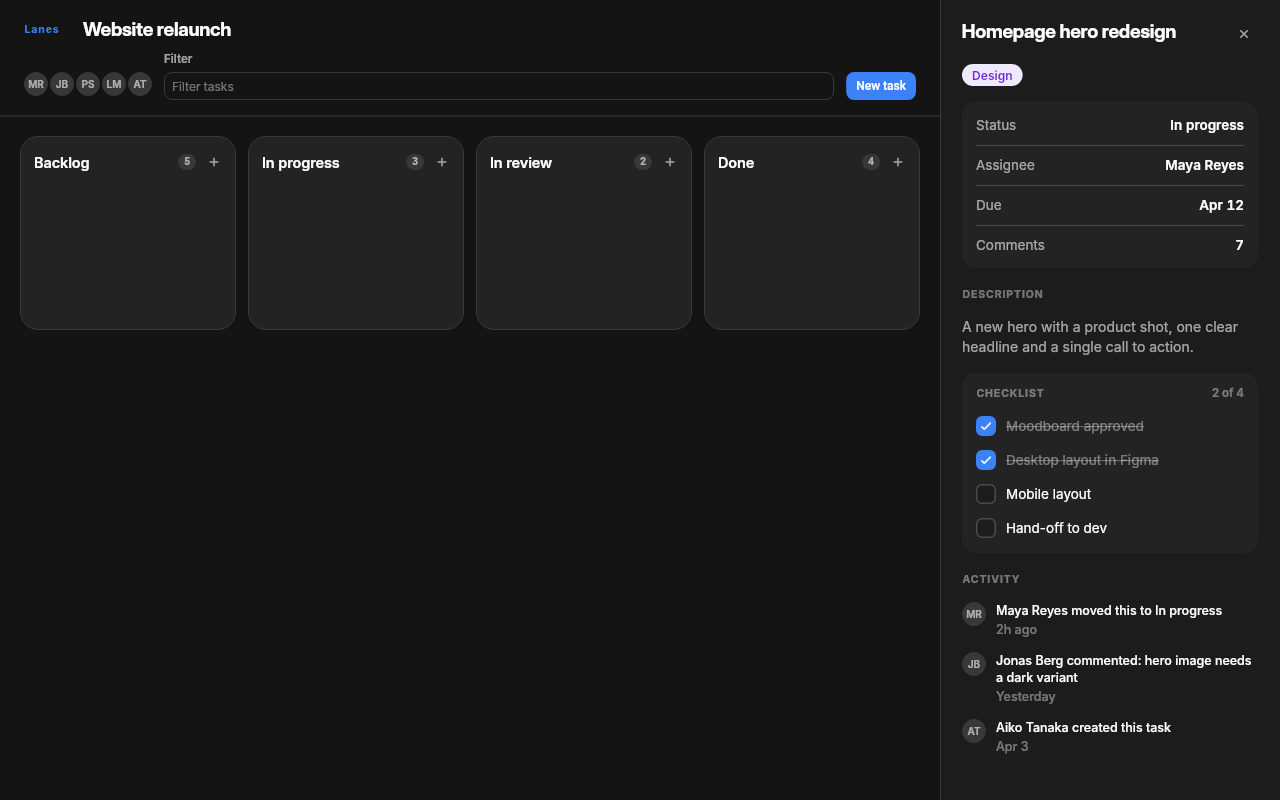 Lanes
Website relaunch
MR JB PS LM AT
Filter
Filter tasks
New task
Backlog 5 +
In progress 3 +
In review 2 +
Done 4 +
Homepage hero redesign
Design
Status In progress
Assignee Maya Reyes
Due Apr 12
Comments 7
DESCRIPTION
A new hero with a product shot, one clear
headline and a single call to action.
CHECKLIST 2 of 4
Moodboard approved
Desktop layout in Figma
Mobile layout
Hand-off to dev
ACTIVITY
MR Maya Reyes moved this to In progress
2h ago
JB Jonas Berg commented: hero image needs
a dark variant
Yesterday
AT Aiko Tanaka created this task
Apr 3